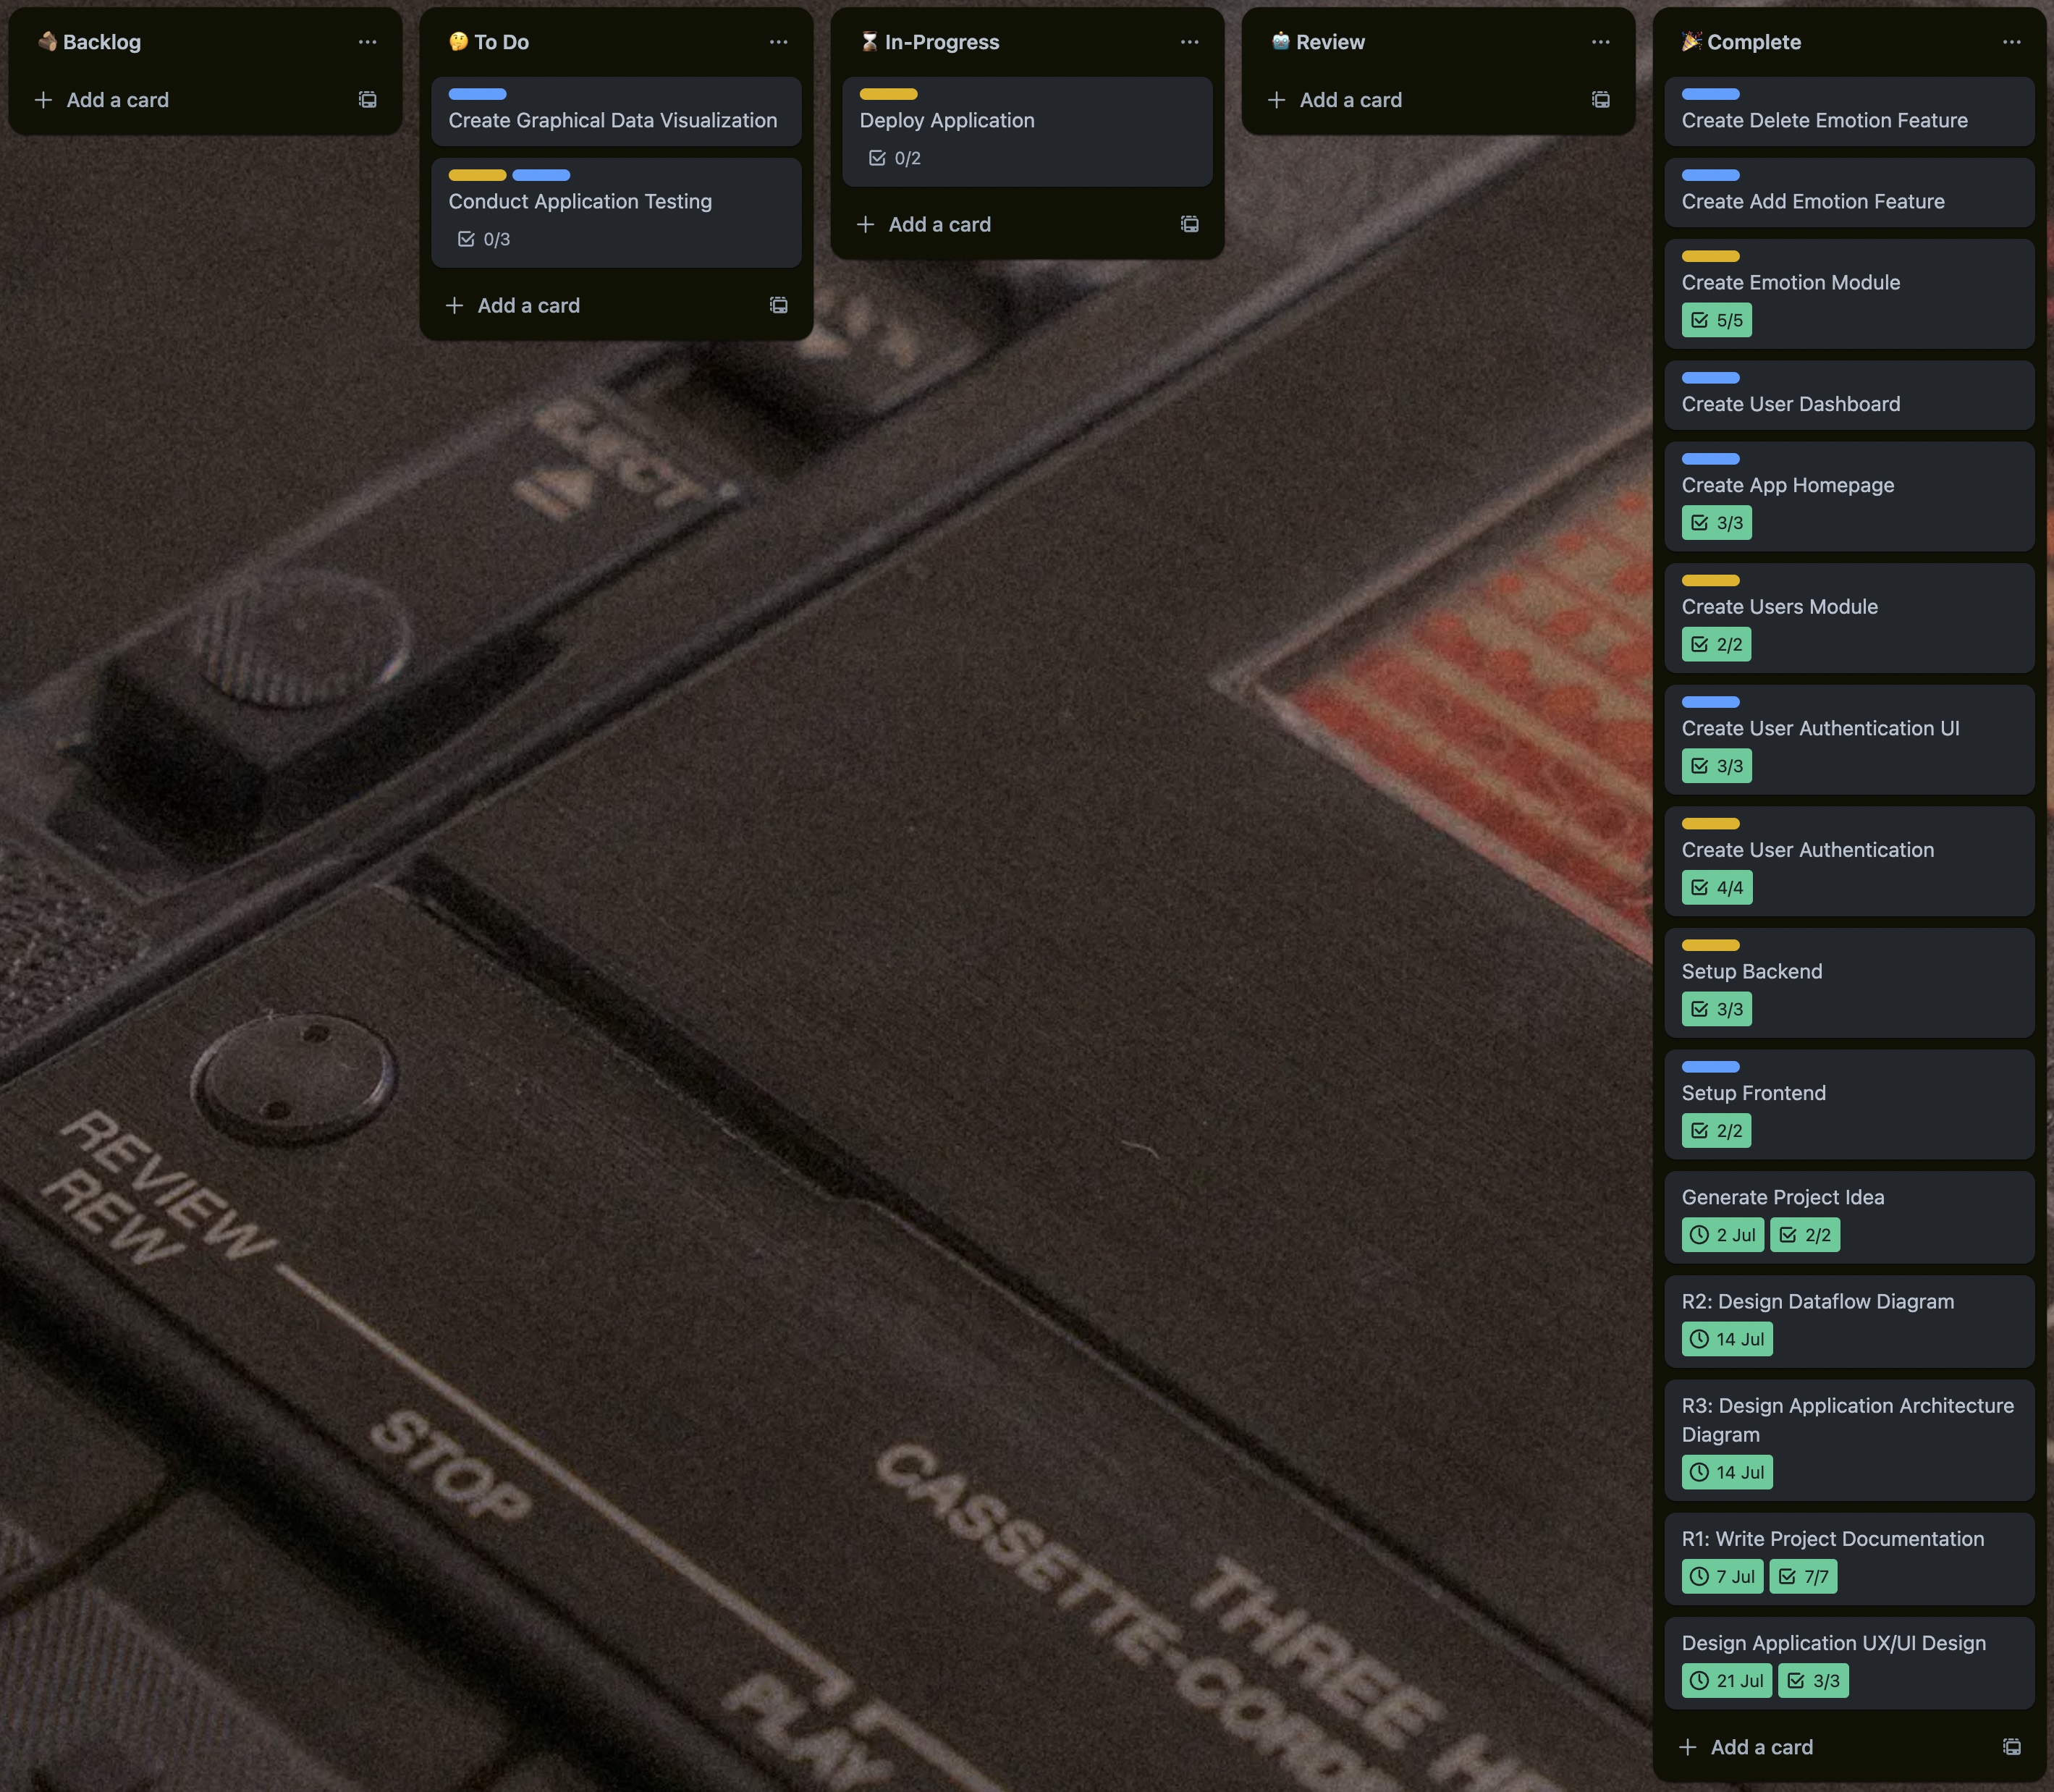 Backlog
Add a card
To Do
Create Graphical Data Visualization
Conduct Application Testing
0/3
Add a card
In-Progress
Deploy Application
0/2
Add a card
Review
Add a card
Complete
Create Delete Emotion Feature
Create Add Emotion Feature
Create Emotion Module
5/5
Create User Dashboard
Create App Homepage
3/3
Create Users Module
2/2
Create User Authentication UI
3/3
Create User Authentication
4/4
Setup Backend
3/3
Setup Frontend
2/2
Generate Project Idea
2 Jul 2/2
R2: Design Dataflow Diagram
14 Jul
R3: Design Application Architecture
Diagram
14 Jul
R1: Write Project Documentation
7 Jul 7/7
Design Application UX/UI Design
21 Jul 3/3
Add a card
EJECT
REVIEW
REW
STOP
PLAY
CASSETTE-CORDER
THREE